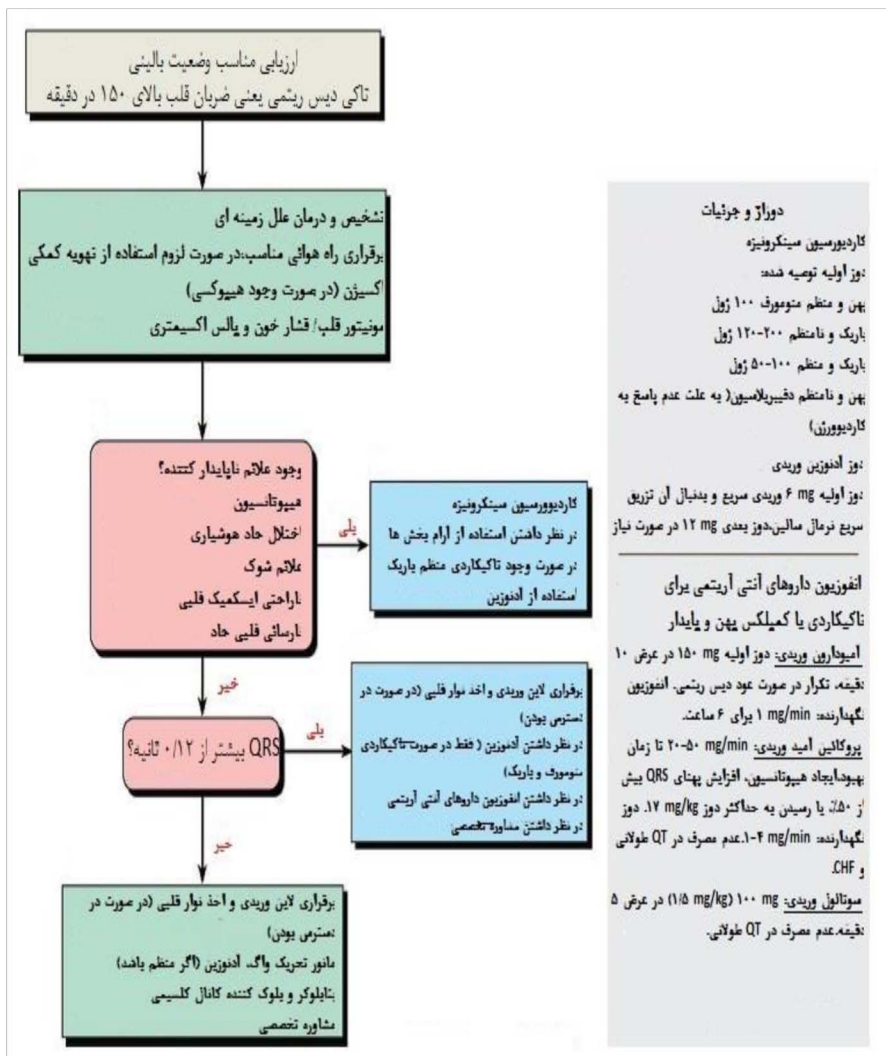 ارزیابی مناسب وضعیت بالینی
تاکی دیس ریتمی یعنی ضربان قلب بالای ۱۵۰ در دقیقه
تشخیص و درمان علل زمینه ای
برقراری راه هوائی مناسب،در صورت لزوم استفاده از تهویه کمکی
اکسیژن (در صورت وجود هیپوکسی)
مونیتور قلب/ فشار خون و پالس اکسیمتری
وجود علائم ناپایدار کننده؟
هیپوتانسیون
اختلال حاد هوشیاری
علائم شوک
ناراحتی ایسکمیک قلبی
نارسائی قلبی حاد
بلی
کاردیوورسیون سینکرونیزه
در نظر داشتن استفاده از آرام بخش ها
در صورت وجود تاکیکاردی منظم باریک
استفاده از آدنوزین
خیر
QRS بیشتر از ۰/۱۲ ثانیه؟
بلی
برقراری لاین وریدی و اخذ نوار قلبی (در صورت در
دسترس بودن)
در نظر داشتن آدنوزین ( فقط در صورت تاکیکاردی
منومورف و باریک)
در نظر داشتن انفوزیون داروهای آنتی آریتمی
در نظر داشتن مشاوره تخصصی
خیر
برقراری لاین وریدی و اخذ نوار قلبی (در صورت در
دسترس بودن)
مانور تحریک واگ، آدنوزین (اگر منظم باشد)
بتابلوکر و بلوک کننده کانال کلسیمی
مشاوره تخصصی
دوزاژ و جزئیات
کاردیورسیون سینکرونیزه
دوز اولیه توصیه شده:
پهن و منظم منومورف ۱۰۰ ژول
باریک و نامنظم ۲۰۰-۱۲۰ ژول
باریک و منظم ۱۰۰-۵۰ ژول
پهن و نامنظم دفیبریلاسیون( به علت عدم پاسخ به
کاردیوورژن)
دوز آدنوزین وریدی
دوز اولیه ۶ mg وریدی سریع و بدنبال آن تزریق
سریع نرمال سالین،دوز بعدی ۱۲ mg در صورت نیاز
انفوزیون داروهای آنتی آریتمی برای
تاکیکاردی با کمپلکس پهن و پایدار
آمیودارون وریدی: دوز اولیه ۱۵۰ mg در عرض ۱۰
دقیقه، تکرار در صورت عود دیس ریتمی. انفوزیون
نگهدارنده: ۱ mg/min برای ۶ ساعت.
پروکائین آمید وریدی: ۲۰-۵۰ mg/min تا زمان
بهبود،ایجاد هیپوتانسیون، افزایش پهنای QRS بیش
از ۵۰٪ یا رسیدن به حداکثر دوز ۱۷ mg/kg. دوز
نگهدارنده: ۱-۴ mg/min.عدم مصرف در QT طولانی
و CHF.
سوتالول وریدی: ۱۰۰ mg (۱/۵ mg/kg) در عرض ۵
دقیقه.عدم مصرف در QT طولانی.